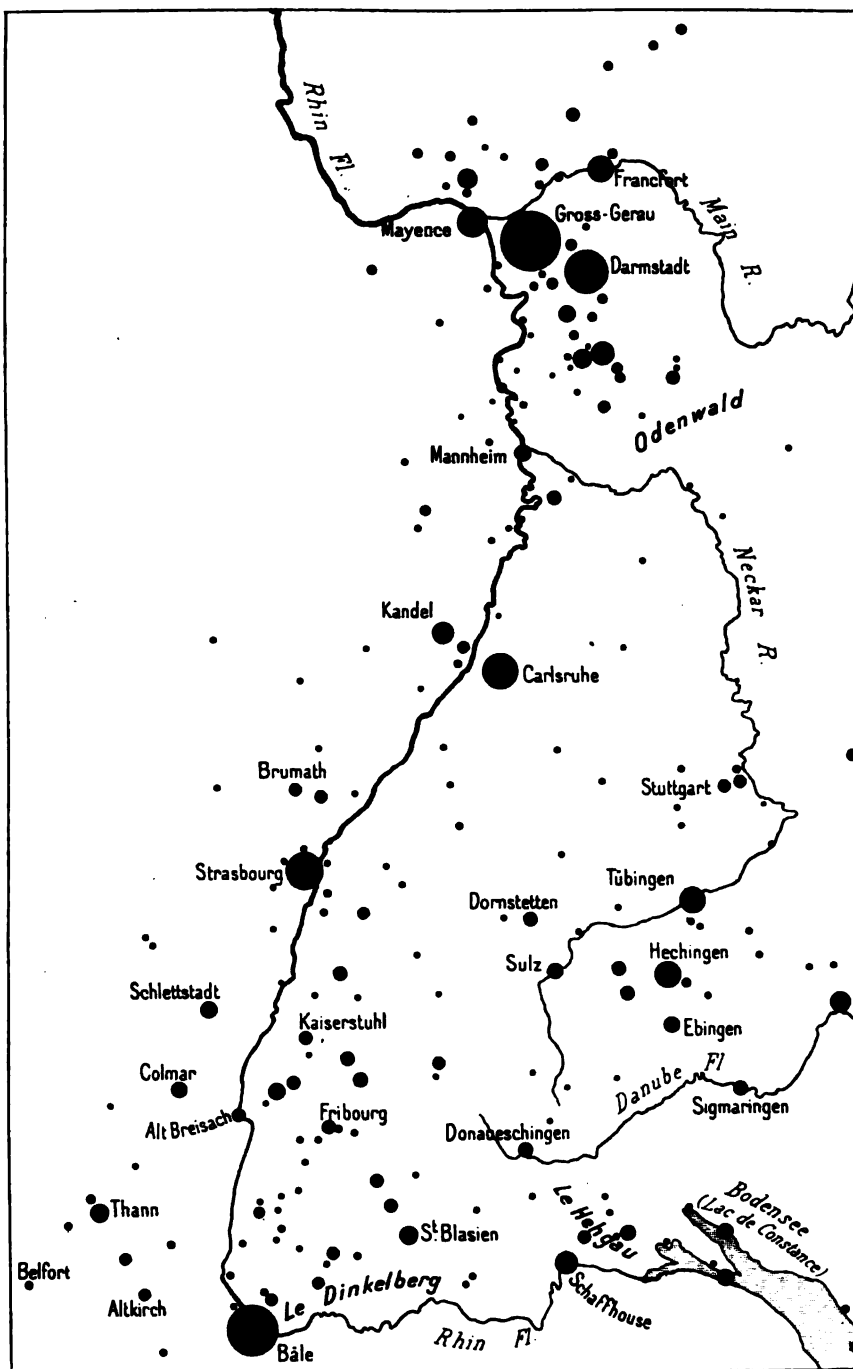 Rhin
Fl.
Francfort
Gross-Gerau
Mayence
Main
R.
Darmstadt
Odenwald
Mannheim
Neckar
R.
Kandel
Carlsruhe
Brumath
Stuttgart
Strasbourg
Tübingen
Dornstetten
Hechingen
Sulz
Schlettstadt
Kaiserstuhl
Ebingen
Colmar
Danube
Fl
Sigmaringen
Alt Breisach
Fribourg
Donaueschingen
Bodensee
(Lac de Constance)
Thann
Le Hehgau
St. Blasien
Belfort
Altkirch
Le Dinkelberg
Schaffhouse
Rhin
Fl.
Bâle